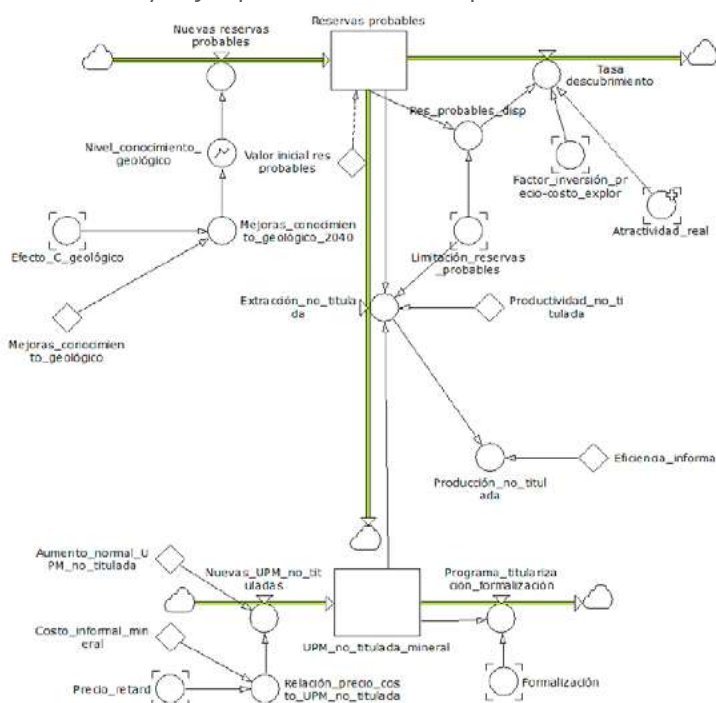 Reservas probables
Nuevas reservas
probables
Tasa
descubrimiento
Res_probables_disp
Nivel_conocimiento_
geológico
Valor inicial res
probables
Factor_inversión_pr
ecio-costo_explor
Mejoras_conocimien
to_geológico_2040
Atractividad_real
Efecto_C_geológico
Limitación_reservas
_probables
Extracción_no_titula
da
Productividad_no_ti
tulada
Mejoras_conocimien
to_geológico
Eficiencia_informa
Producción_no_titul
ada
Aumento_normal_U
PM_no_titulada
Nuevas_UPM_no_tit
uladas
Programa_titulariza
ción_formalización
Costo_informal_min
eral
UPM_no_titulada_mineral
Precio_retard
Relación_precio_cos
to_UPM_no_titulada
Formalización